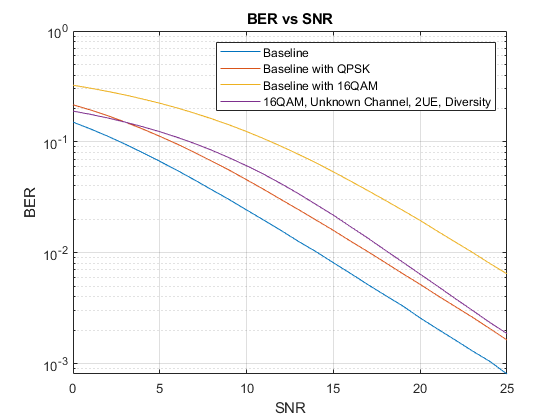 BER vs SNR
10^0
Baseline
Baseline with QPSK
Baseline with 16QAM
16QAM, Unknown Channel, 2UE, Diversity
10^-1
BER
10^-2
10^-3
0 5 10 15 20 25
SNR